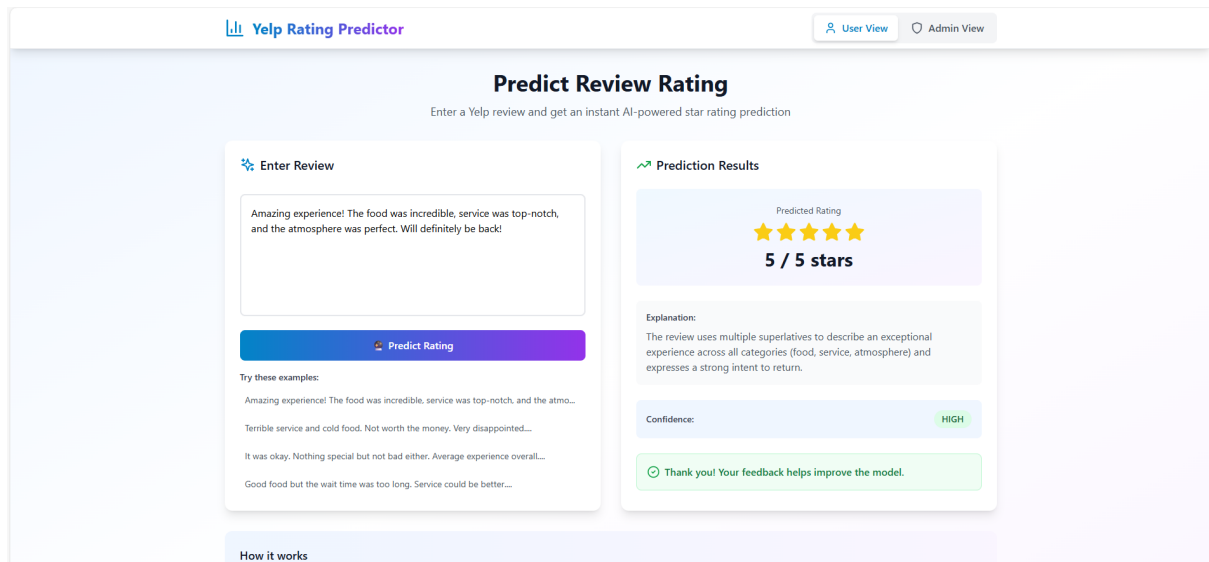 Yelp Rating Predictor
User View
Admin View
Predict Review Rating
Enter a Yelp review and get an instant AI-powered star rating prediction
Enter Review
Amazing experience! The food was incredible, service was top-notch,
and the atmosphere was perfect. Will definitely be back!
Predict Rating
Try these examples:
Amazing experience! The food was incredible, service was top-notch, and the atmo...
Terrible service and cold food. Not worth the money. Very disappointed....
It was okay. Nothing special but not bad either. Average experience overall....
Good food but the wait time was too long. Service could be better....
Prediction Results
Predicted Rating
5 / 5 stars
Explanation:
The review uses multiple superlatives to describe an exceptional
experience across all categories (food, service, atmosphere) and
expresses a strong intent to return.
Confidence:
HIGH
Thank you! Your feedback helps improve the model.
How it works